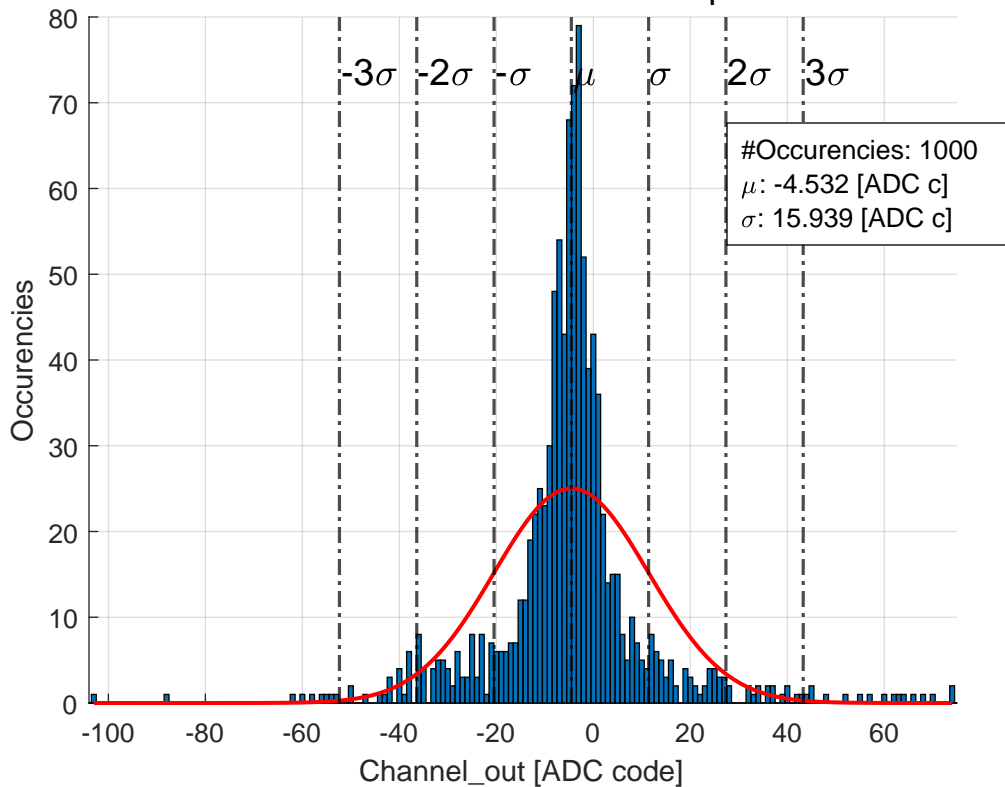 80
70
60
50
40
30
20
10
0
Occurencies
-3σ -2σ -σ μ σ 2σ 3σ
#Occurencies: 1000
μ: -4.532 [ADC c]
σ: 15.939 [ADC c]
-100 -80 -60 -40 -20 0 20 40 60
Channel_out [ADC code]